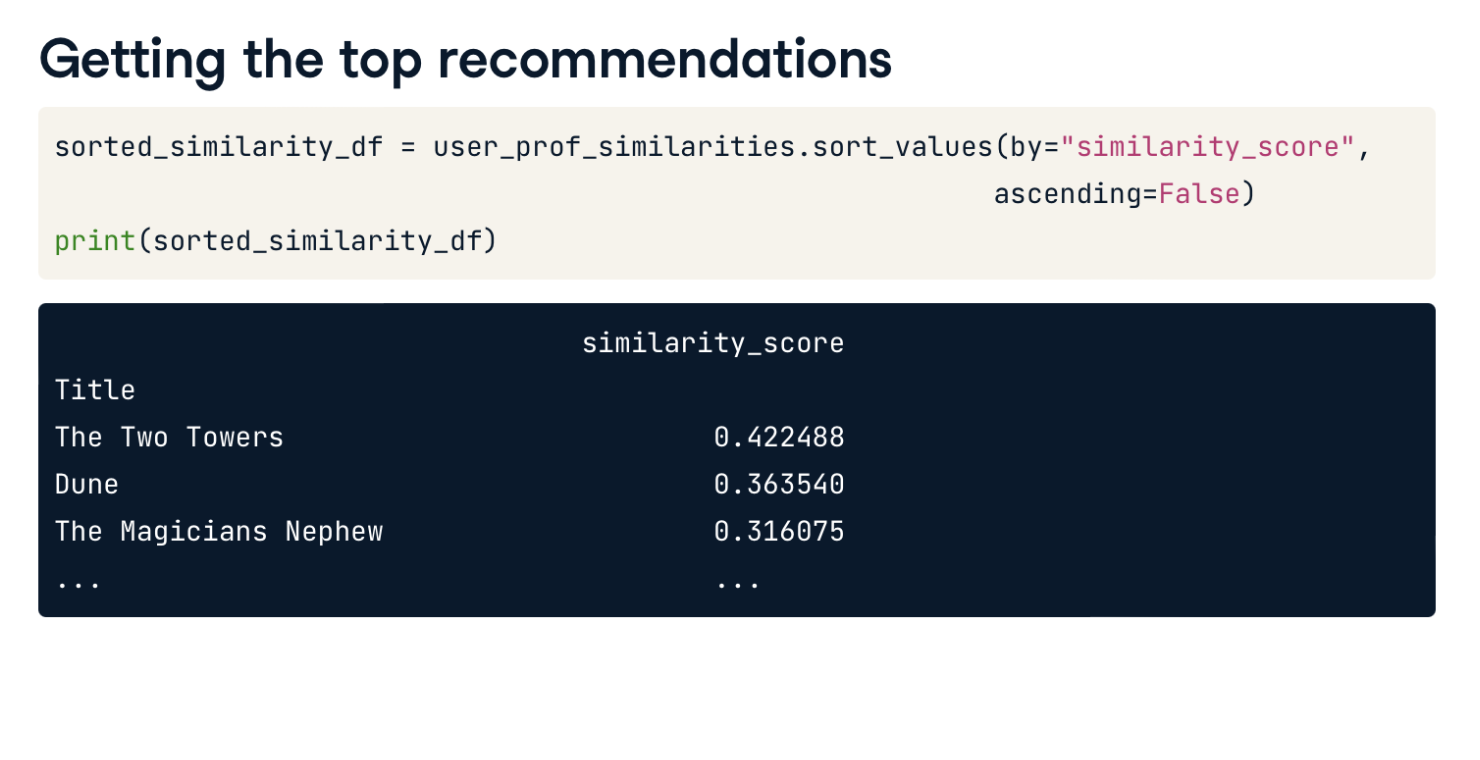 Getting the top recommendations
sorted_similarity_df = user_prof_similarities.sort_values(by="similarity_score",
ascending=False)
print(sorted_similarity_df)
similarity_score
Title
The Two Towers 0.422488
Dune 0.363540
The Magicians Nephew 0.316075
... ...